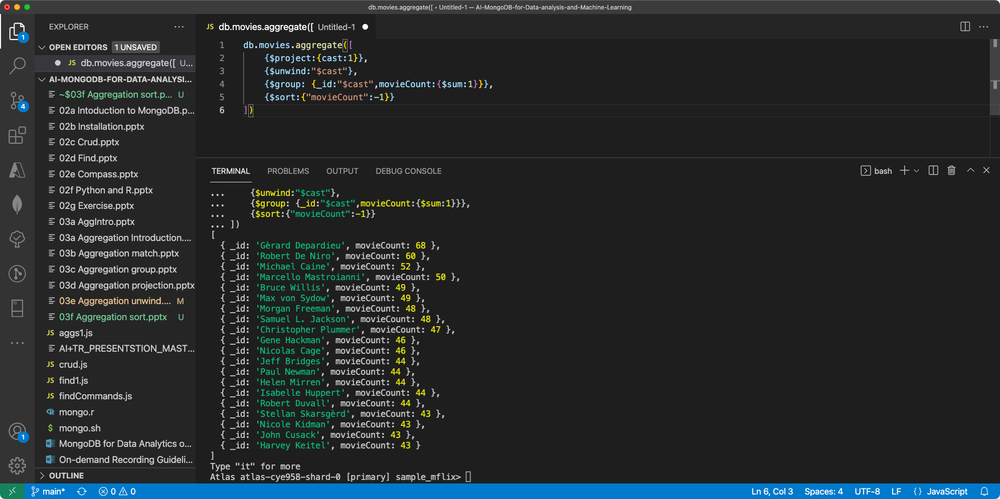 db.movies.aggregate([ • Untitled-1 — AI-MongoDB-for-Data-analysis-and-Machine-Learning
EXPLORER
OPEN EDITORS 1 UNSAVED
JS db.movies.aggregate([ U...
AI-MONGODB-FOR-DATA-ANALYSI...
~$03f Aggregation sort.p... U
02a Intoduction to MongoDB.p...
02b Installation.pptx
02c Crud.pptx
02d Find.pptx
02e Compass.pptx
02f Python and R.pptx
02g Exercise.pptx
03a AggIntro.pptx
03a Aggregation Introduction....
03b Aggregation match.pptx
03c Aggregation group.pptx
03d Aggregation projection.pptx
03e Aggregation unwind.... M
03f Aggregation sort.pptx U
JS aggs1.js
AI+TR_PRESENTSTION_MAST...
JS crud.js
JS find1.js
JS findCommands.js
R mongo.r
$ mongo.sh
MongoDB for Data Analytics o...
On-demand Recording Guideli...
OUTLINE
1
4
1
JS db.movies.aggregate([ Untitled-1
1 db.movies.aggregate([
2 {$project:{cast:1}},
3 {$unwind:"$cast"},
4 {$group: {_id:"$cast",movieCount:{$sum:1}}},
5 {$sort:{"movieCount":-1}}
6 ])
TERMINAL PROBLEMS OUTPUT DEBUG CONSOLE
bash
... {$unwind:"$cast"},
... {$group: {_id:"$cast",movieCount:{$sum:1}}},
... {$sort:{"movieCount":-1}}
... ])
[
{ _id: 'Gèrard Depardieu', movieCount: 68 },
{ _id: 'Robert De Niro', movieCount: 60 },
{ _id: 'Michael Caine', movieCount: 52 },
{ _id: 'Marcello Mastroianni', movieCount: 50 },
{ _id: 'Bruce Willis', movieCount: 49 },
{ _id: 'Max von Sydow', movieCount: 49 },
{ _id: 'Morgan Freeman', movieCount: 48 },
{ _id: 'Samuel L. Jackson', movieCount: 48 },
{ _id: 'Christopher Plummer', movieCount: 47 },
{ _id: 'Gene Hackman', movieCount: 46 },
{ _id: 'Nicolas Cage', movieCount: 46 },
{ _id: 'Jeff Bridges', movieCount: 44 },
{ _id: 'Paul Newman', movieCount: 44 },
{ _id: 'Helen Mirren', movieCount: 44 },
{ _id: 'Isabelle Huppert', movieCount: 44 },
{ _id: 'Robert Duvall', movieCount: 44 },
{ _id: 'Stellan Skarsgèrd', movieCount: 43 },
{ _id: 'Nicole Kidman', movieCount: 43 },
{ _id: 'John Cusack', movieCount: 43 },
{ _id: 'Harvey Keitel', movieCount: 43 }
]
Type "it" for more
Atlas atlas-cye958-shard-0 [primary] sample_mflix>
main* 0 0
Ln 6, Col 3 Spaces: 4 UTF-8 LF {} JavaScript